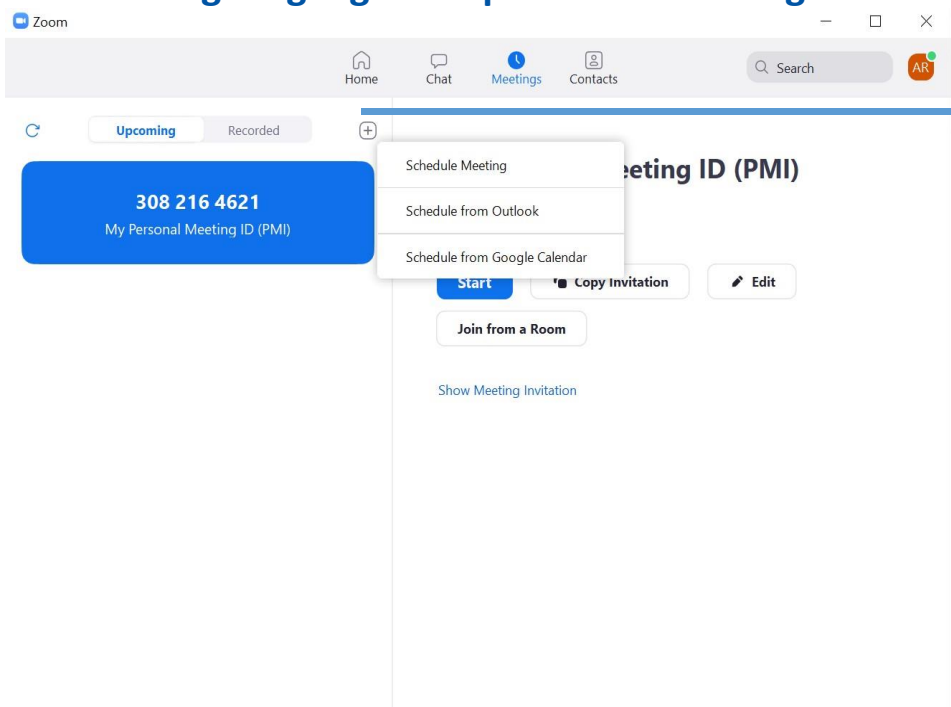 Zoom
Home Chat Meetings Contacts
Search
AR
Upcoming Recorded
308 216 4621
My Personal Meeting ID (PMI)
Schedule Meeting
Schedule from Outlook
Schedule from Google Calendar
eeting ID (PMI)
Start Copy Invitation Edit
Join from a Room
Show Meeting Invitation